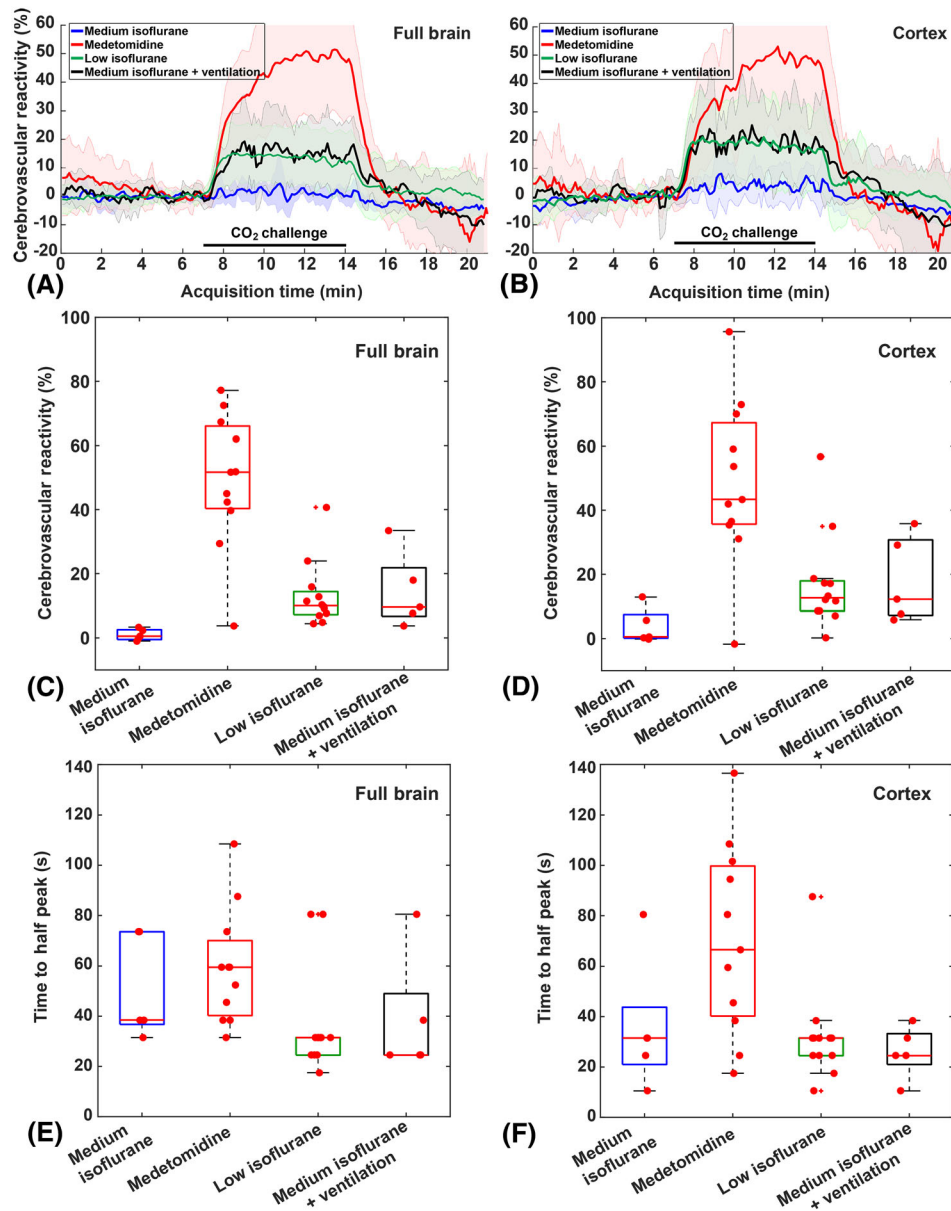 Cerebrovascular reactivity (%)
60
50
40
30
20
10
0
-10
-20
Medium isoflurane
Medetomidine
Low isoflurane
Medium isoflurane + ventilation
Full brain
CO2 challenge
0 2 4 6 8 10 12 14 16 18 20
(A) Acquisition time (min)
60
50
40
30
20
10
0
-10
-20
Medium isoflurane
Medetomidine
Low isoflurane
Medium isoflurane + ventilation
Cortex
CO2 challenge
0 2 4 6 8 10 12 14 16 18 20
(B) Acquisition time (min)
Cerebrovascular reactivity (%)
100
80
60
40
20
0
Full brain
(C)
Medium
isoflurane
Medetomidine
Low isoflurane
Medium isoflurane
+ ventilation
Cerebrovascular reactivity (%)
100
80
60
40
20
0
Cortex
(D)
Medium
isoflurane
Medetomidine
Low isoflurane
Medium isoflurane
+ ventilation
Time to half peak (s)
140
120
100
80
60
40
20
0
Full brain
(E)
Medium
isoflurane
Medetomidine
Low isoflurane
Medium isoflurane
+ ventilation
Time to half peak (s)
140
120
100
80
60
40
20
0
Cortex
(F)
Medium
isoflurane
Medetomidine
Low isoflurane
Medium isoflurane
+ ventilation